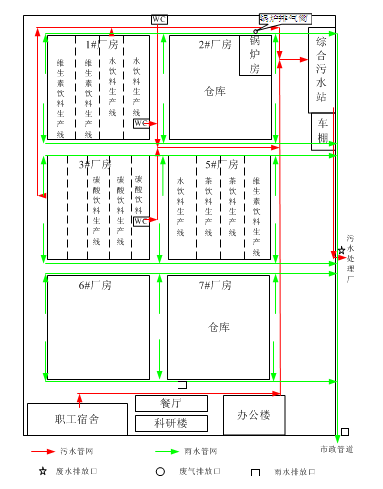 WC
锅炉排气筒
1#厂房
2#厂房
锅炉房
综合污水站
维生素饮料生产线
维生素饮料生产线
水饮料生产线
水饮料生产线
仓库
WC
车棚
3#厂房
5#厂房
碳酸饮料生产线
碳酸饮料生产线
碳酸饮料
水饮料生产线
茶饮料生产线
茶饮料生产线
维生素饮料生产线
WC
污水处理厂
6#厂房
7#厂房
仓库
餐厅
职工宿舍
科研楼
办公楼
市政管道
污水管网
雨水管网
废水排放口
废气排放口
雨水排放口